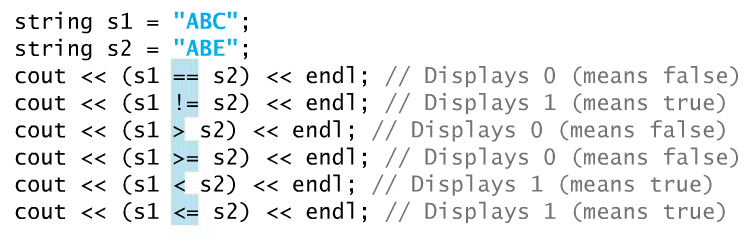 string s1 = "ABC";
string s2 = "ABE";
cout << (s1 == s2) << endl; // Displays 0 (means false)
cout << (s1 != s2) << endl; // Displays 1 (means true)
cout << (s1 > s2) << endl; // Displays 0 (means false)
cout << (s1 >= s2) << endl; // Displays 0 (means false)
cout << (s1 < s2) << endl; // Displays 1 (means true)
cout << (s1 <= s2) << endl; // Displays 1 (means true)